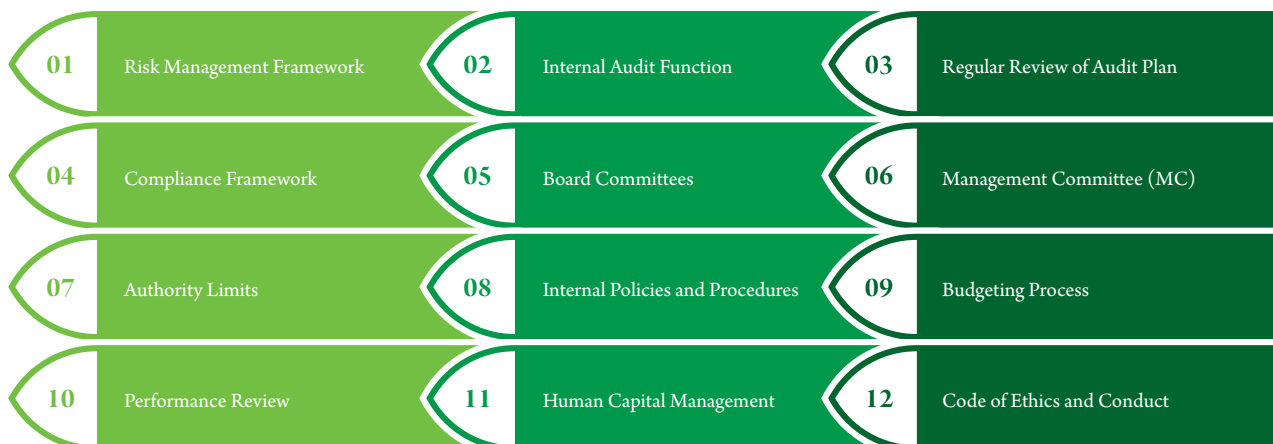 01 Risk Management Framework
02 Internal Audit Function
03 Regular Review of Audit Plan
04 Compliance Framework
05 Board Committees
06 Management Committee (MC)
07 Authority Limits
08 Internal Policies and Procedures
09 Budgeting Process
10 Performance Review
11 Human Capital Management
12 Code of Ethics and Conduct